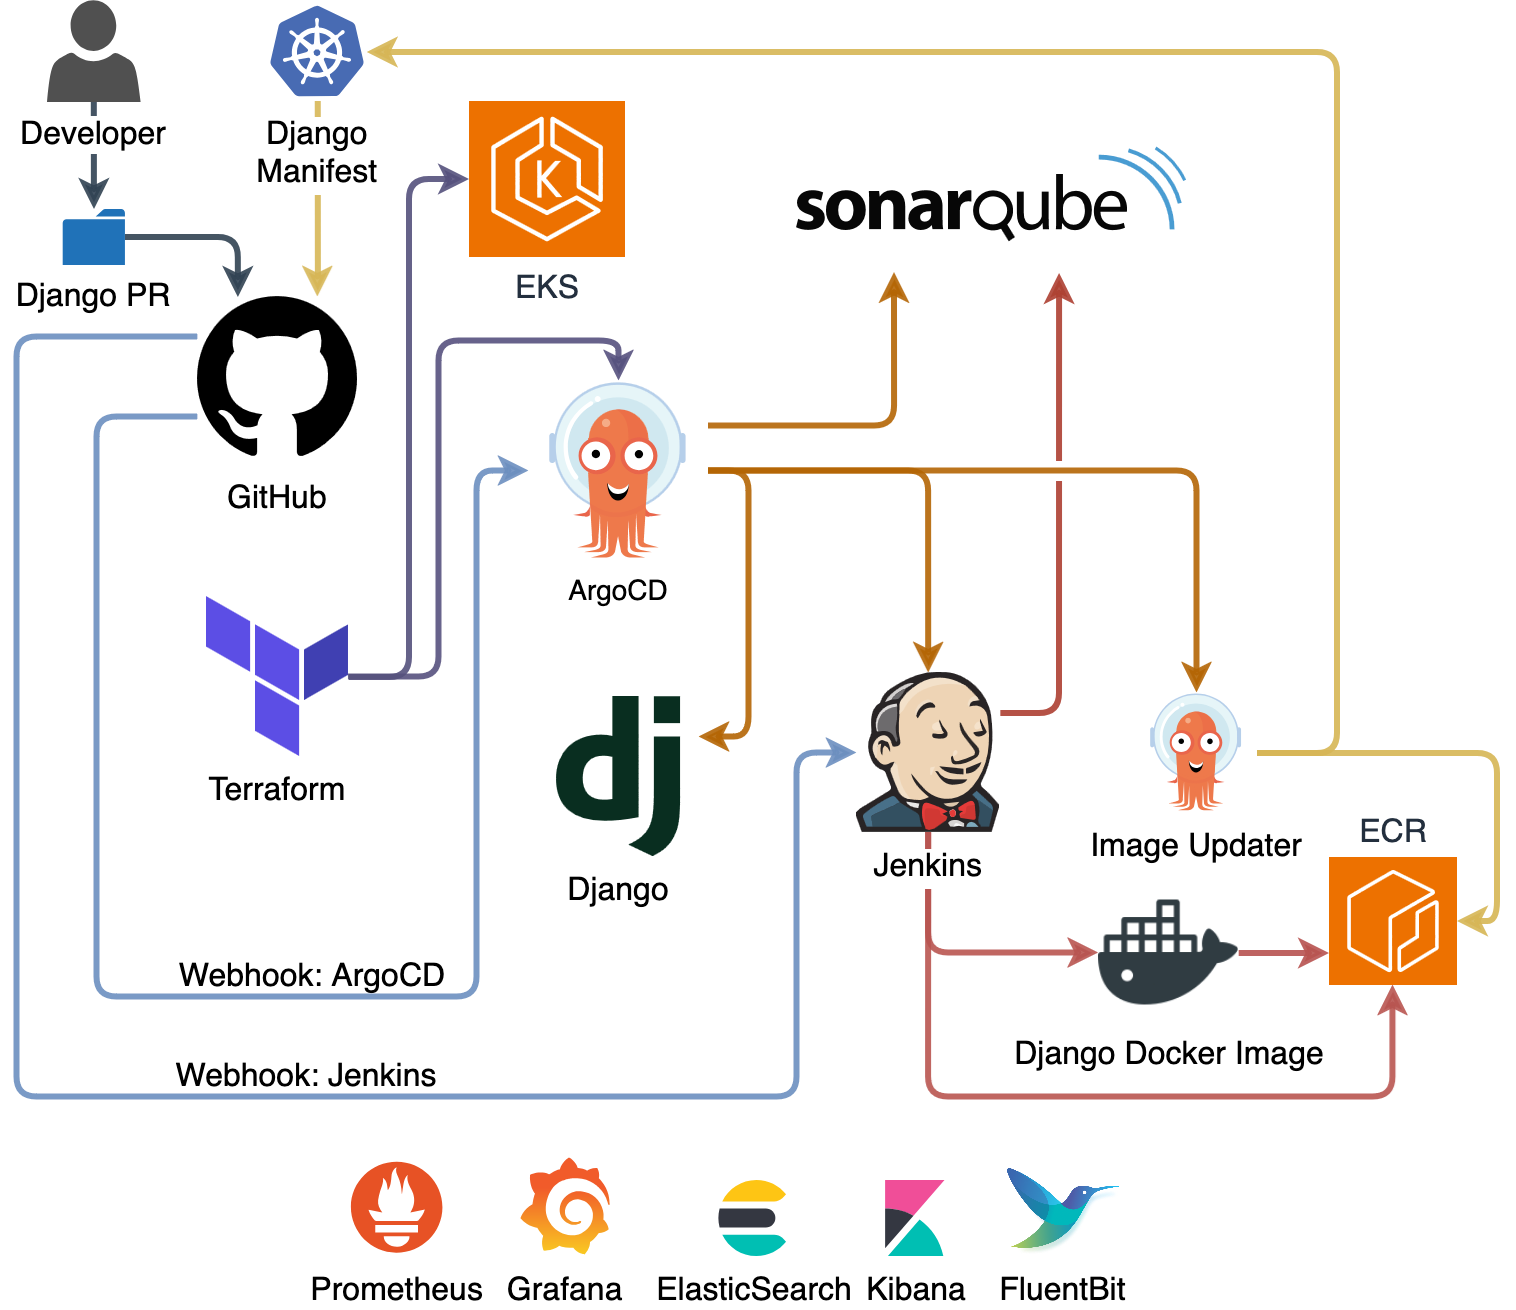 Developer
Django
Manifest
Django PR
EKS
sonarqube
GitHub
ArgoCD
Terraform
dj
Django
Jenkins
Image Updater
ECR
Webhook: ArgoCD
Django Docker Image
Webhook: Jenkins
Prometheus
Grafana
ElasticSearch
Kibana
FluentBit
K